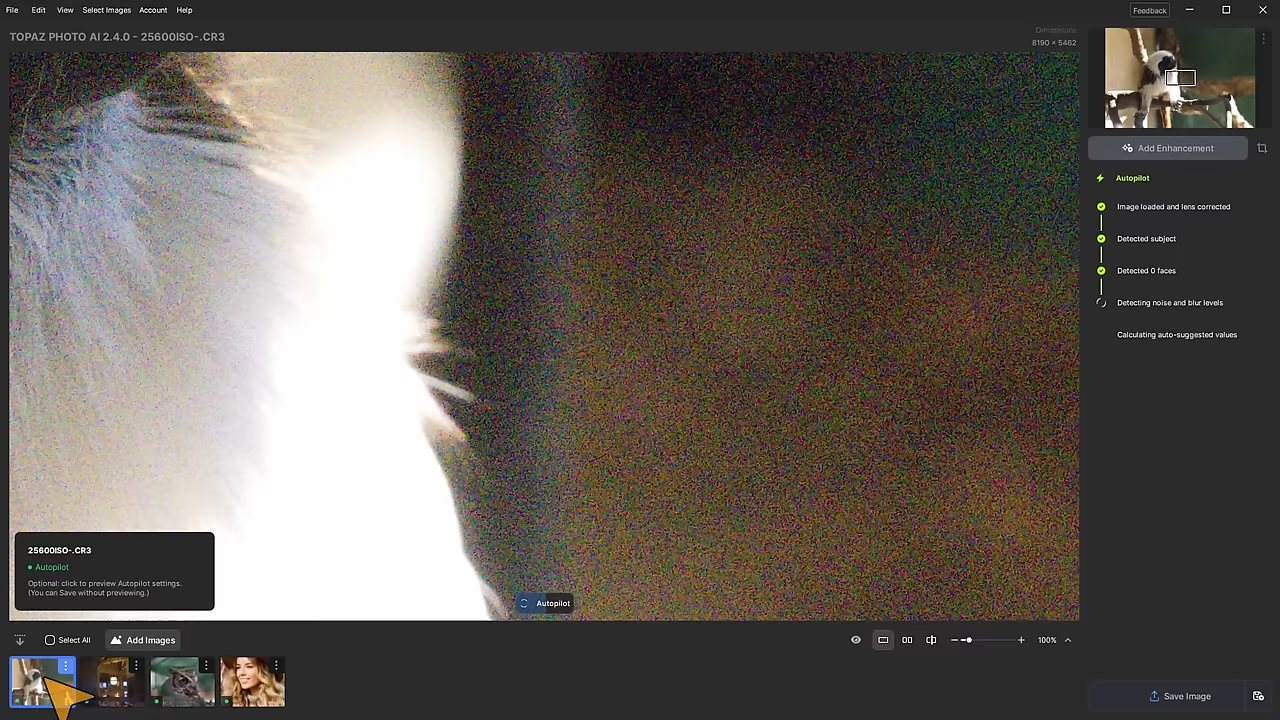 File Edit View Select Images Account Help
Feedback
TOPAZ PHOTO AI 2.4.0 - 25600ISO-.CR3
Dimensions
8190 × 5462
Add Enhancement
Autopilot
Image loaded and lens corrected
Detected subject
Detected 0 faces
Detecting noise and blur levels
Calculating auto-suggested values
25600ISO-.CR3
Autopilot
Optional: click to preview Autopilot settings.
(You can Save without previewing.)
Autopilot
Select All
Add Images
100%
Save Image